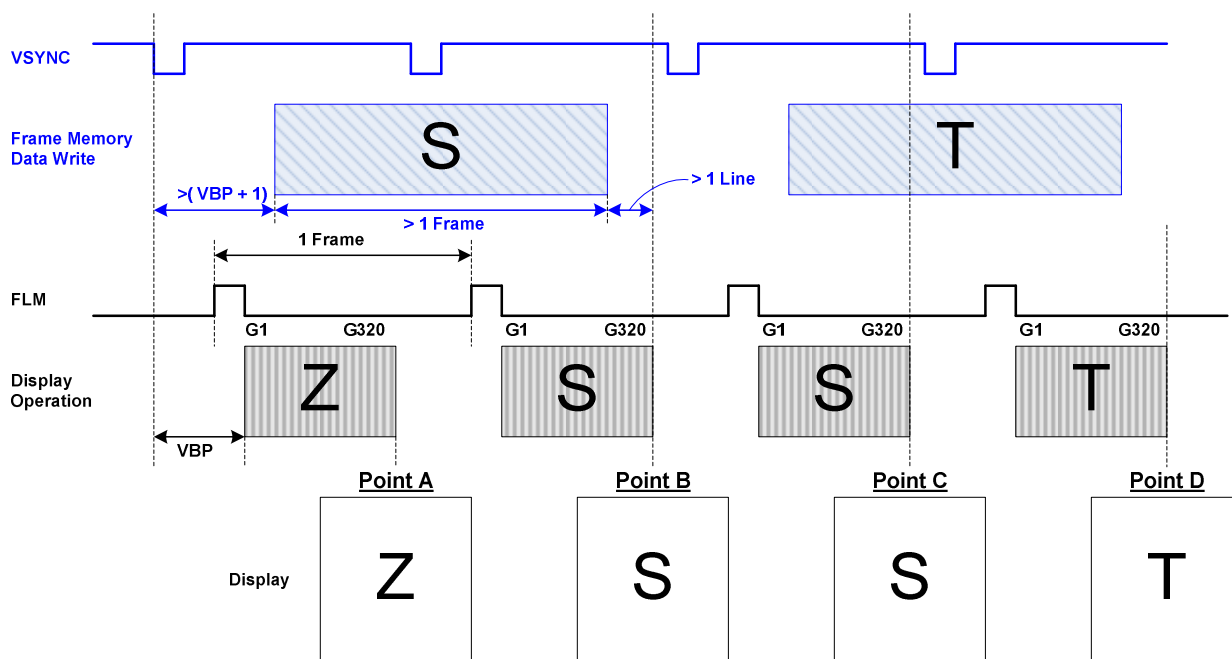 VSYNC
Frame Memory
Data Write
S
T
>( VBP + 1)
> 1 Frame
> 1 Line
1 Frame
FLM
G1
G320
G1
G320
G1
G320
G1
G320
Display
Operation
Z
S
S
T
VBP
Point A
Point B
Point C
Point D
Display
Z
S
S
T